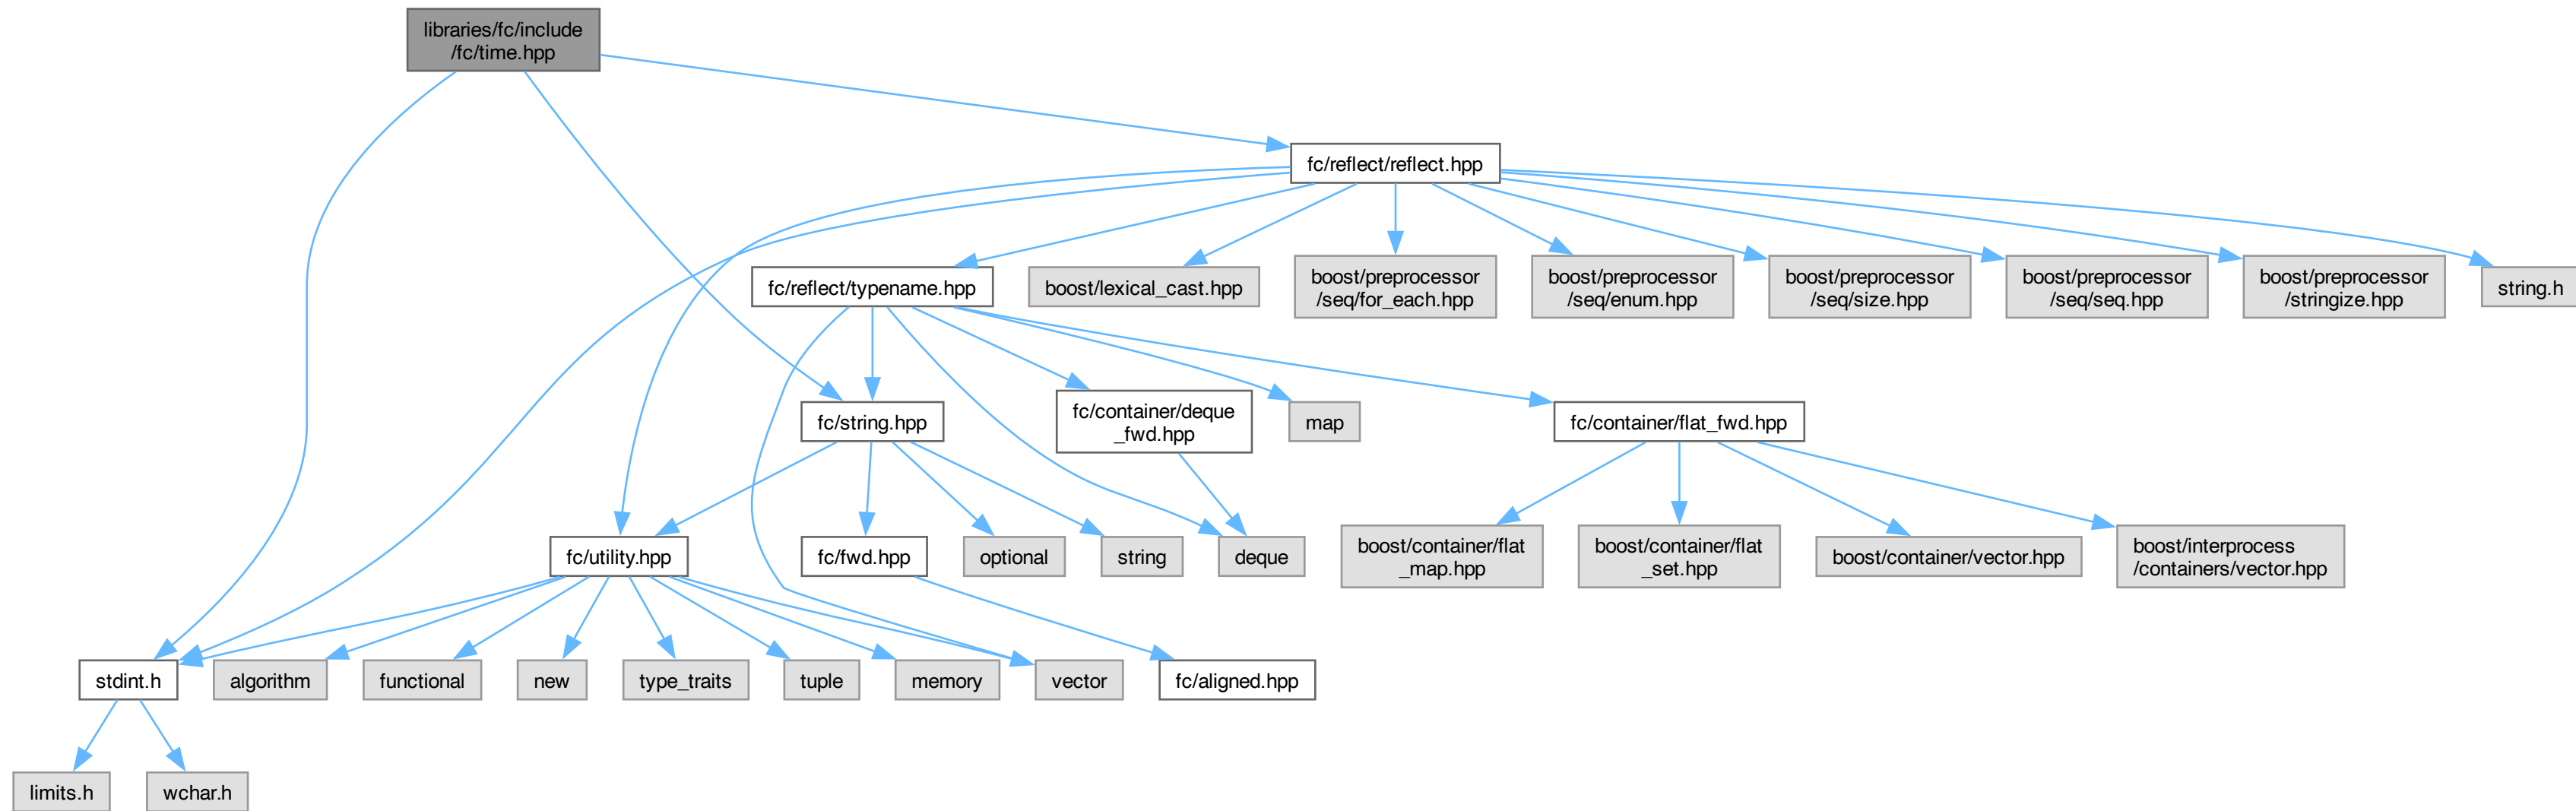 libraries/fc/include
/fc/time.hpp
fc/reflect/reflect.hpp
fc/reflect/typename.hpp
boost/lexical_cast.hpp
boost/preprocessor
/seq/for_each.hpp
boost/preprocessor
/seq/enum.hpp
boost/preprocessor
/seq/size.hpp
boost/preprocessor
/seq/seq.hpp
boost/preprocessor
/stringize.hpp
string.h
fc/string.hpp
fc/container/deque
_fwd.hpp
map
fc/container/flat_fwd.hpp
fc/utility.hpp
fc/fwd.hpp
optional
string
deque
boost/container/flat
_map.hpp
boost/container/flat
_set.hpp
boost/container/vector.hpp
boost/interprocess
/containers/vector.hpp
stdint.h
algorithm
functional
new
type_traits
tuple
memory
vector
fc/aligned.hpp
limits.h
wchar.h